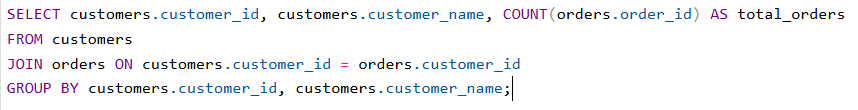 SELECT customers.customer_id, customers.customer_name, COUNT(orders.order_id) AS total_orders
FROM customers
JOIN orders ON customers.customer_id = orders.customer_id
GROUP BY customers.customer_id, customers.customer_name;